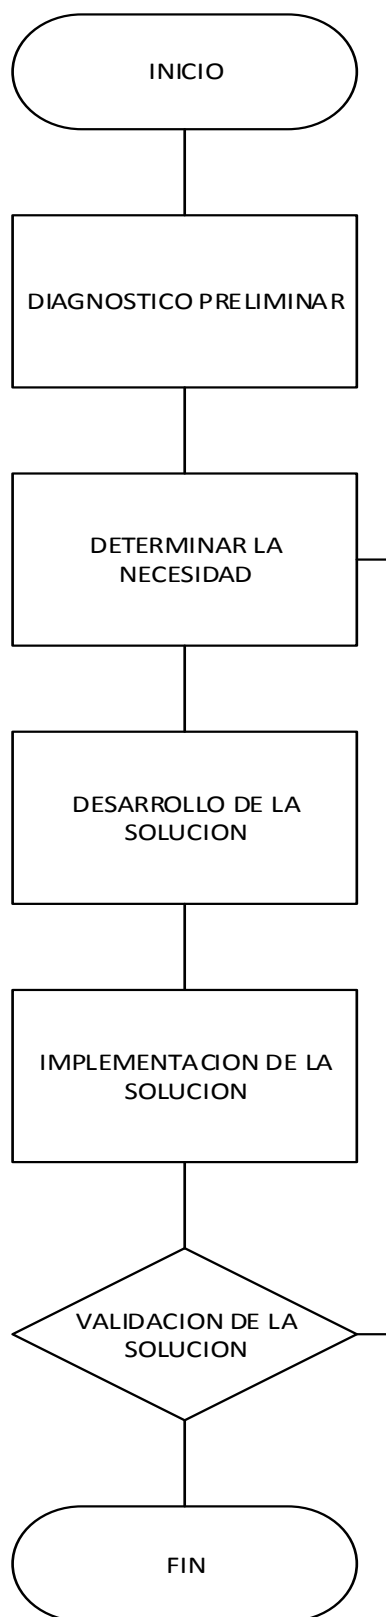 INICIO
DIAGNOSTICO PRELIMINAR
DETERMINAR LA
NECESIDAD
DESARROLLO DE LA
SOLUCION
IMPLEMENTACION DE LA
SOLUCION
VALIDACION DE LA
SOLUCION
FIN